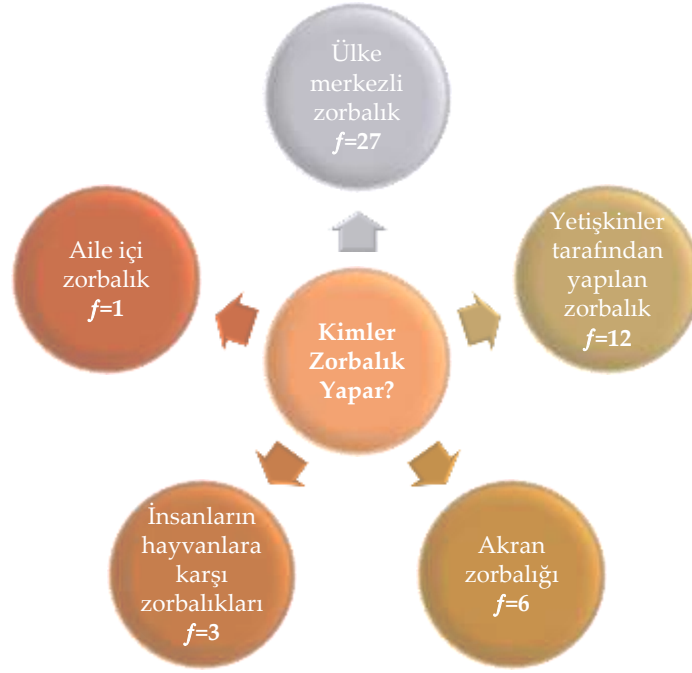 Ülke
merkezli
zorbalık
f=27
Yetişkinler
tarafından
yapılan
zorbalık
f=12
Aile içi
zorbalık
f=1
Kimler
Zorbalık
Yapar?
İnsanların
hayvanlara
karşı
zorbalıkları
f=3
Akran
zorbalığı
f=6